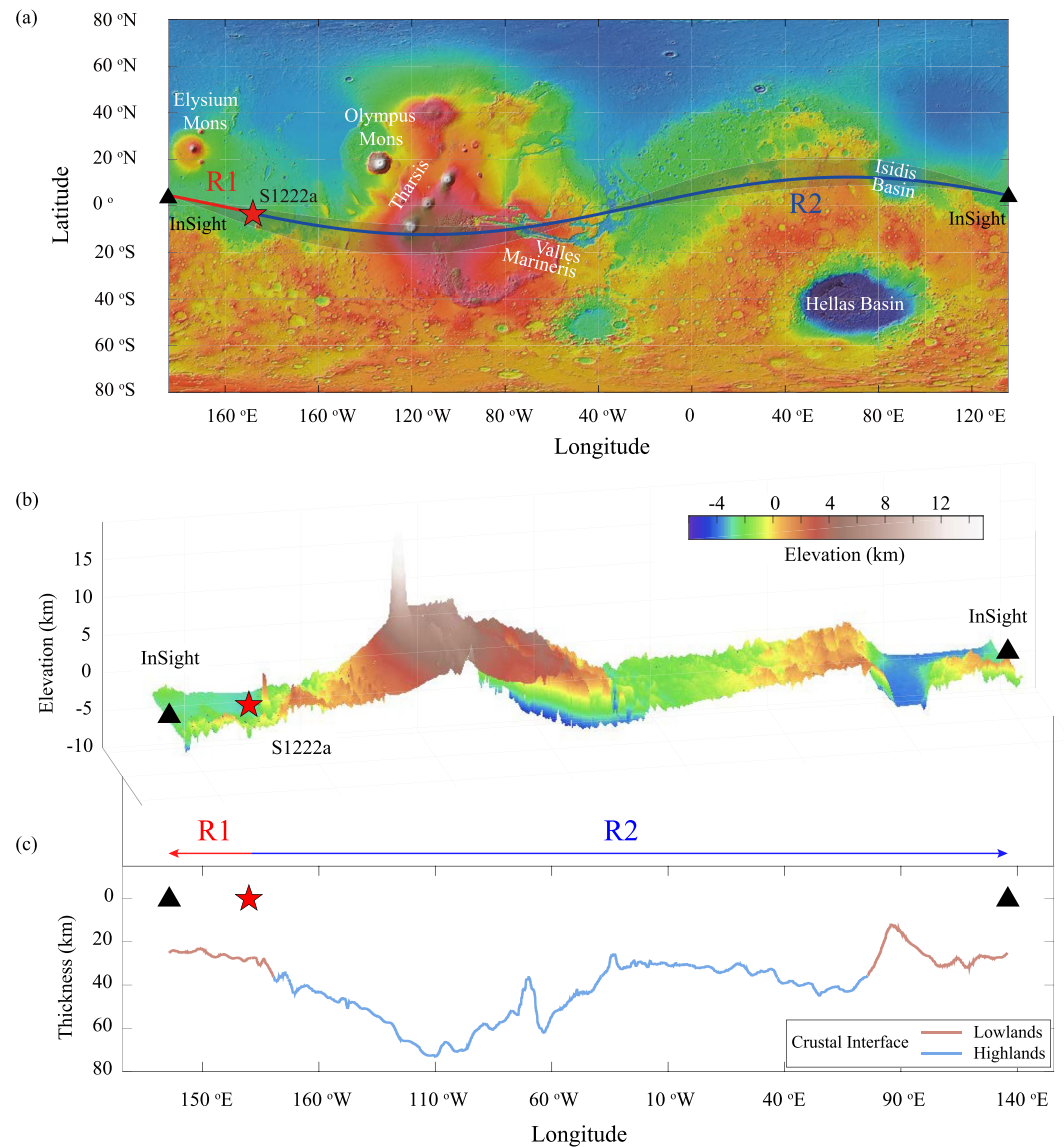 (a)
80 °N
60 °N
40 °N
20 °N
0 °
20 °S
40 °S
60 °S
80 °S
Latitude
Elysium
Mons
Olympus
Mons
Tharsis
R1
S1222a
InSight
Valles
Marineris
R2
Isidis
Basin
InSight
Hellas Basin
160 °E
160 °W
120 °W
80 °W
40 °W
0
40 °E
80 °E
120 °E
Longitude
(b)
-4 0 4 8 12
Elevation (km)
15
10
5
0
-5
-10
Elevation (km)
InSight
S1222a
InSight
R1
R2
(c)
0
20
40
60
80
Thickness (km)
Crustal Interface
Lowlands
Highlands
150 °E
160 °W
110 °W
60 °W
10 °W
40 °E
90 °E
140 °E
Longitude